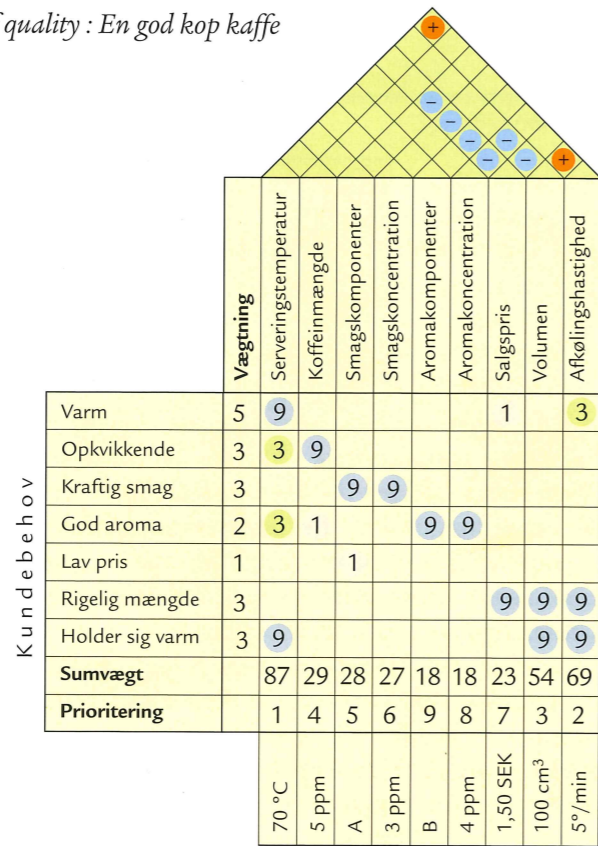 quality : En god kop kaffe
+
−
−
− −
− − +
Vægtning Serveringstemperatur Koffeinmængde Smagskomponenter Smagskoncentration Aromakomponenter Aromakoncentration Salgspris Volumen Afkølingshastighed
Kundebehov
Varm 5 9 1 3
Opkvikkende 3 3 9
Kraftig smag 3 9 9
God aroma 2 3 1 9 9
Lav pris 1 1
Rigelig mængde 3 9 9 9
Holder sig varm 3 9 9 9
Sumvægt 87 29 28 27 18 18 23 54 69
Prioritering 1 4 5 6 9 8 7 3 2
70 °C 5 ppm A 3 ppm B 4 ppm 1,50 SEK 100 cm³ 5°/min